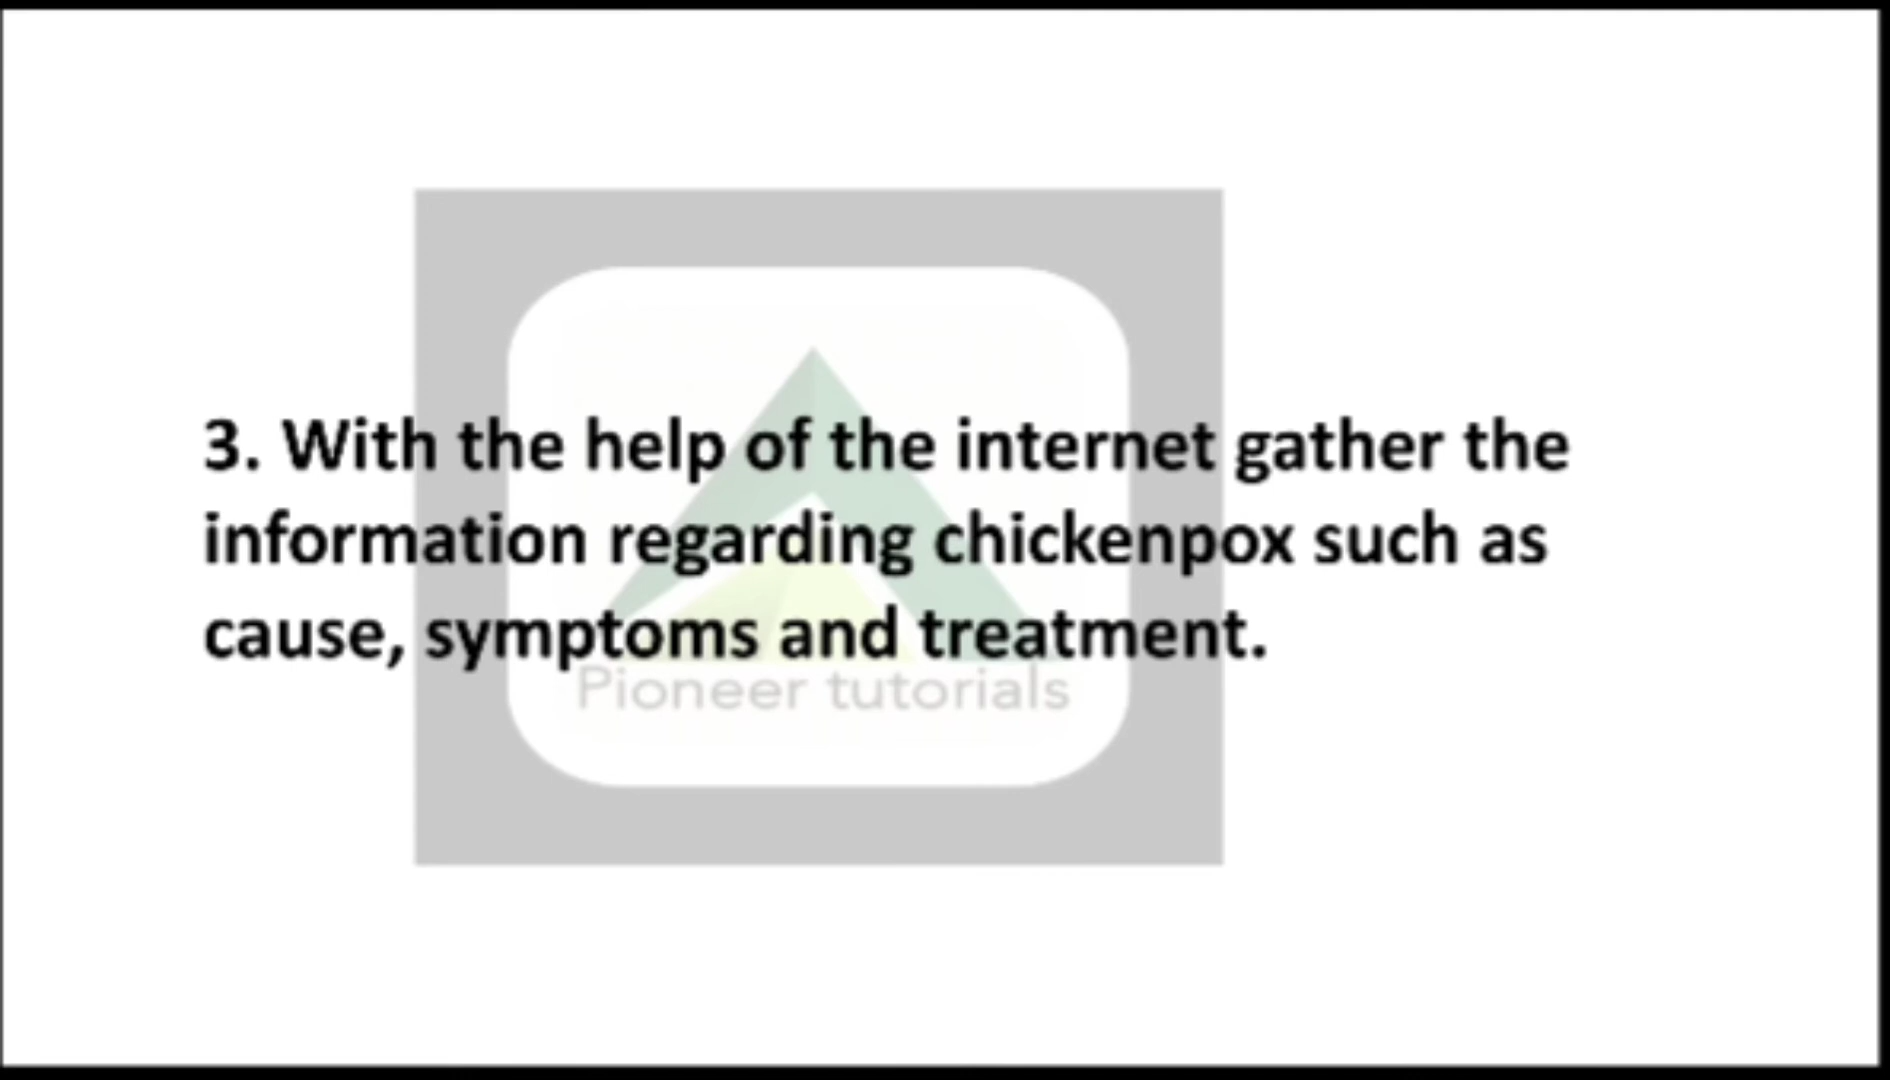 3. With the help of the internet gather the
information regarding chickenpox such as
cause, symptoms and treatment.
Pioneer tutorials